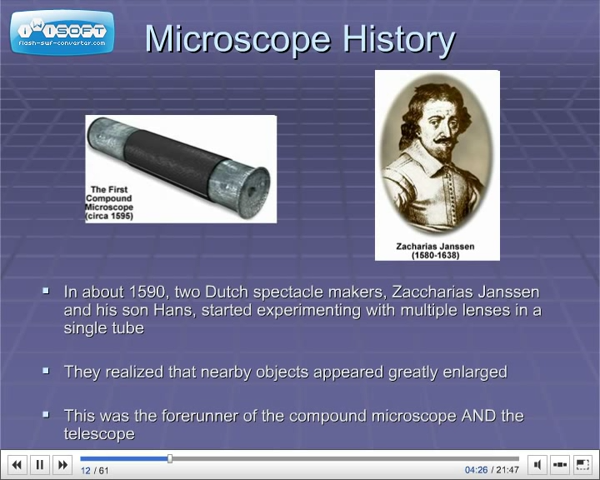 iWiSOFT
flash-swf-converter.com
Microscope History
The First
Compound
Microscope
(circa 1595)
Zacharias Janssen
(1580-1638)
In about 1590, two Dutch spectacle makers, Zaccharias Janssen
and his son Hans, started experimenting with multiple lenses in a
single tube
They realized that nearby objects appeared greatly enlarged
This was the forerunner of the compound microscope AND the
telescope
12 / 61
04:26 / 21:47